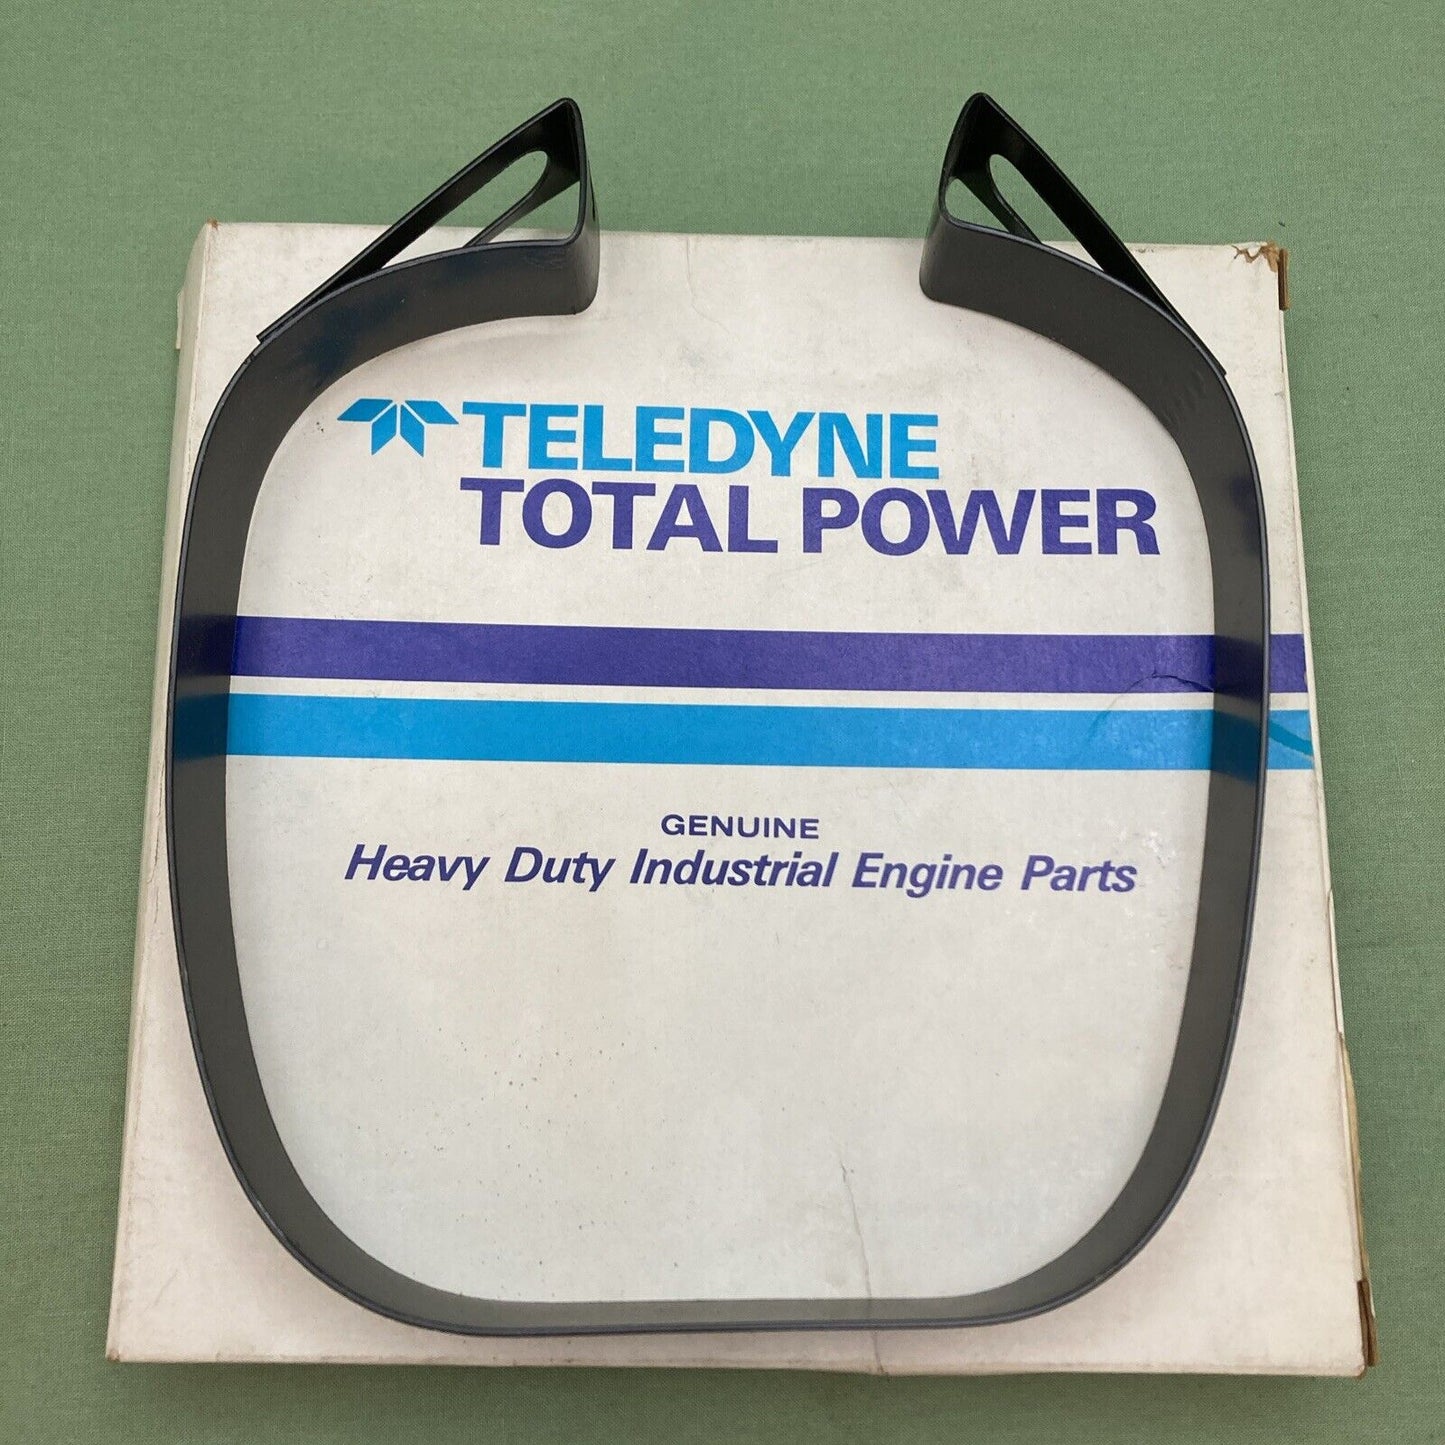 TELEDYNE
TOTAL POWER
GENUINE
Heavy Duty Industrial Engine Parts